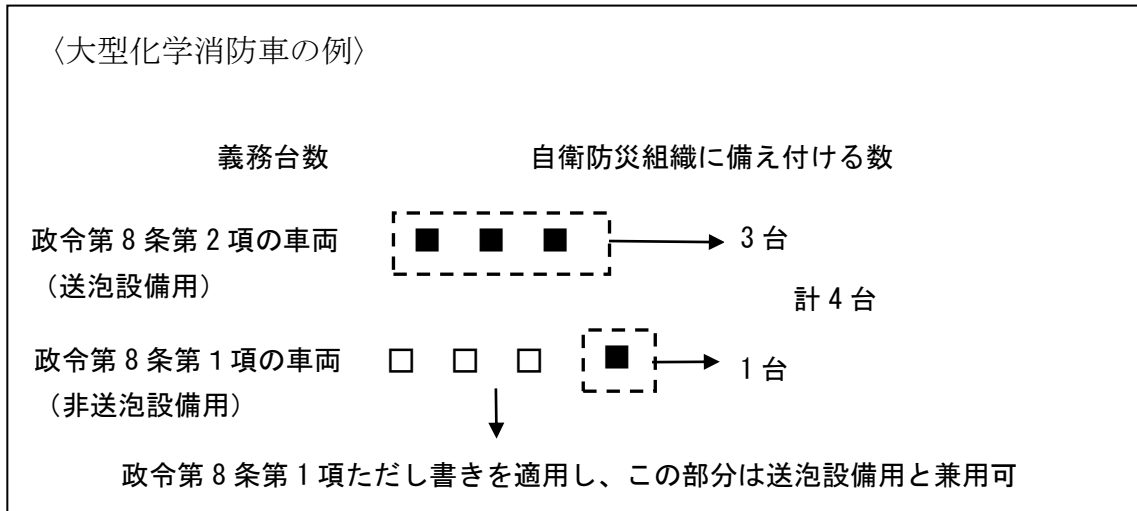 〈大型化学消防車の例〉
義務台数 自衛防災組織に備え付ける数
政令第8条第2項の車両 ■ ■ ■ 3台
（送泡設備用）
計4台
政令第8条第1項の車両 □ □ □ ■ 1台
（非送泡設備用）
政令第8条第1項ただし書きを適用し、この部分は送泡設備用と兼用可